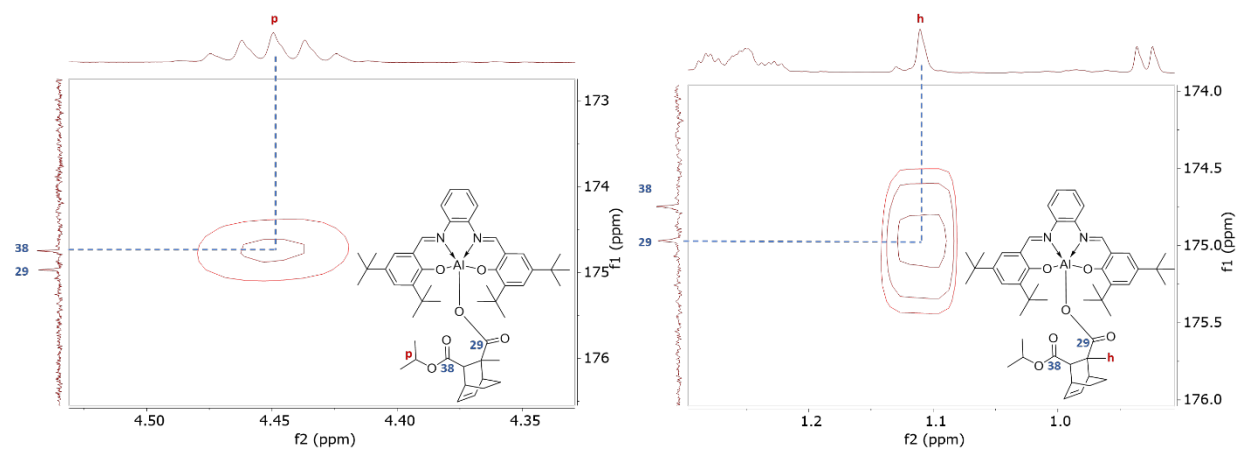 p
173
174
175
176
f1 (ppm)
38
29
4.50
4.45
4.40
4.35
f2 (ppm)
N
N
O
Al
O
O
29
O
O
p
O
38
h
174.0
174.5
175.0
175.5
176.0
f1 (ppm)
38
29
1.2
1.1
1.0
f2 (ppm)
N
N
O
Al
O
O
29
O
O
h
O
38